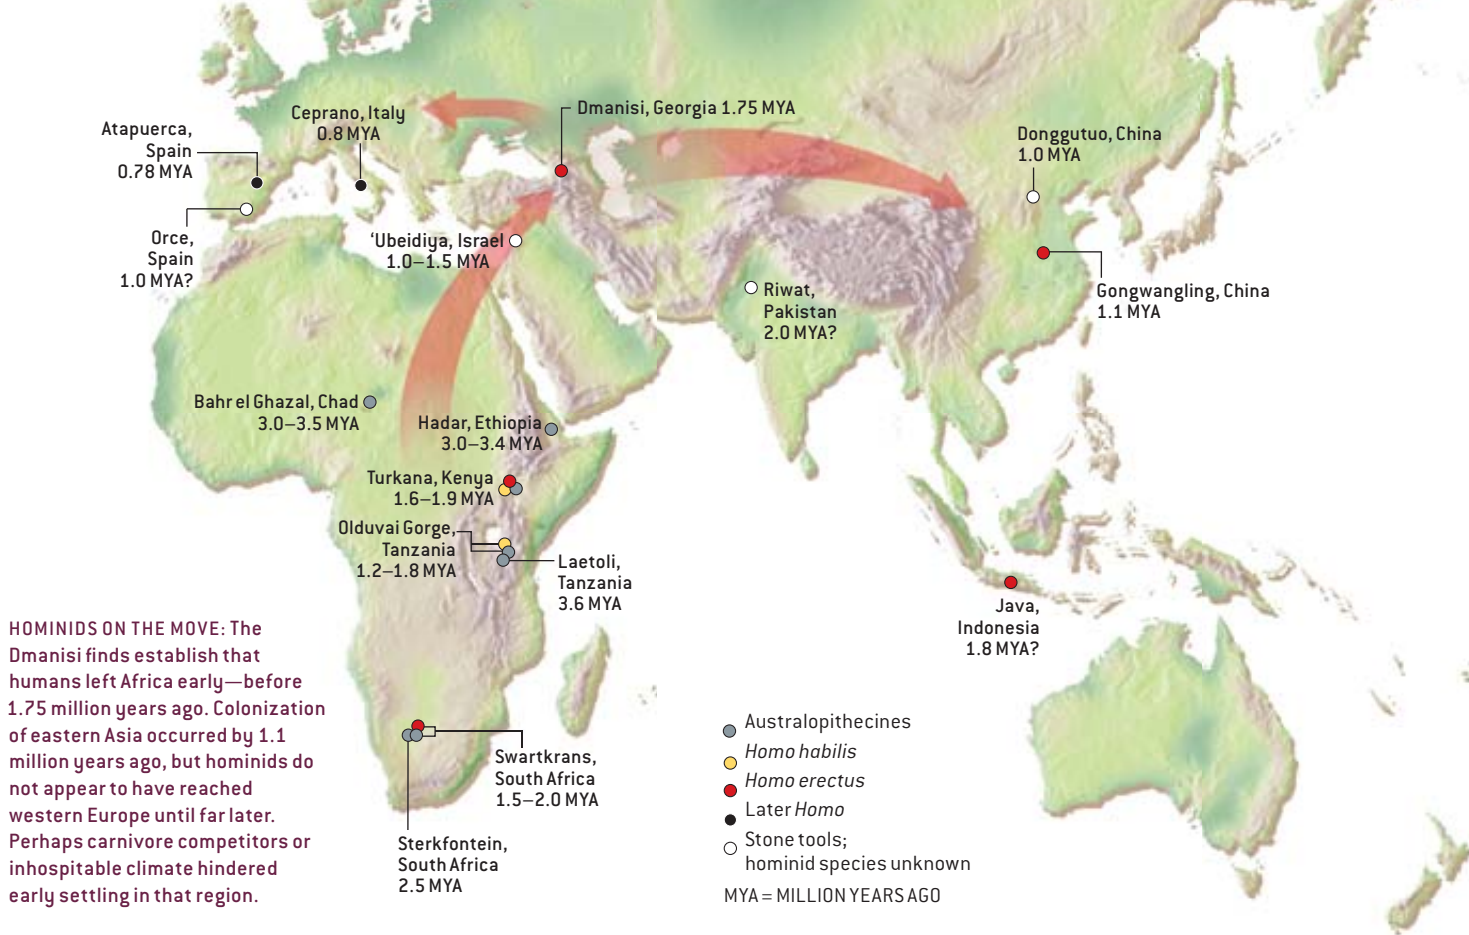 Dmanisi, Georgia 1.75 MYA
Ceprano, Italy
0.8 MYA
Atapuerca,
Spain
0.78 MYA
Donggutuo, China
1.0 MYA
Orce,
Spain
1.0 MYA?
‘Ubeidiya, Israel
1.0–1.5 MYA
Riwat,
Pakistan
2.0 MYA?
Gongwangling, China
1.1 MYA
Bahr el Ghazal, Chad
3.0–3.5 MYA
Hadar, Ethiopia
3.0–3.4 MYA
Turkana, Kenya
1.6–1.9 MYA
Olduvai Gorge,
Tanzania
1.2–1.8 MYA
Laetoli,
Tanzania
3.6 MYA
Java,
Indonesia
1.8 MYA?
HOMINIDS ON THE MOVE: The
Dmanisi finds establish that
humans left Africa early—before
1.75 million years ago. Colonization
of eastern Asia occurred by 1.1
million years ago, but hominids do
not appear to have reached
western Europe until far later.
Perhaps carnivore competitors or
inhospitable climate hindered
early settling in that region.
Swartkrans,
South Africa
1.5–2.0 MYA
Sterkfontein,
South Africa
2.5 MYA
Australopithecines
Homo habilis
Homo erectus
Later Homo
Stone tools;
hominid species unknown
MYA = MILLION YEARS AGO